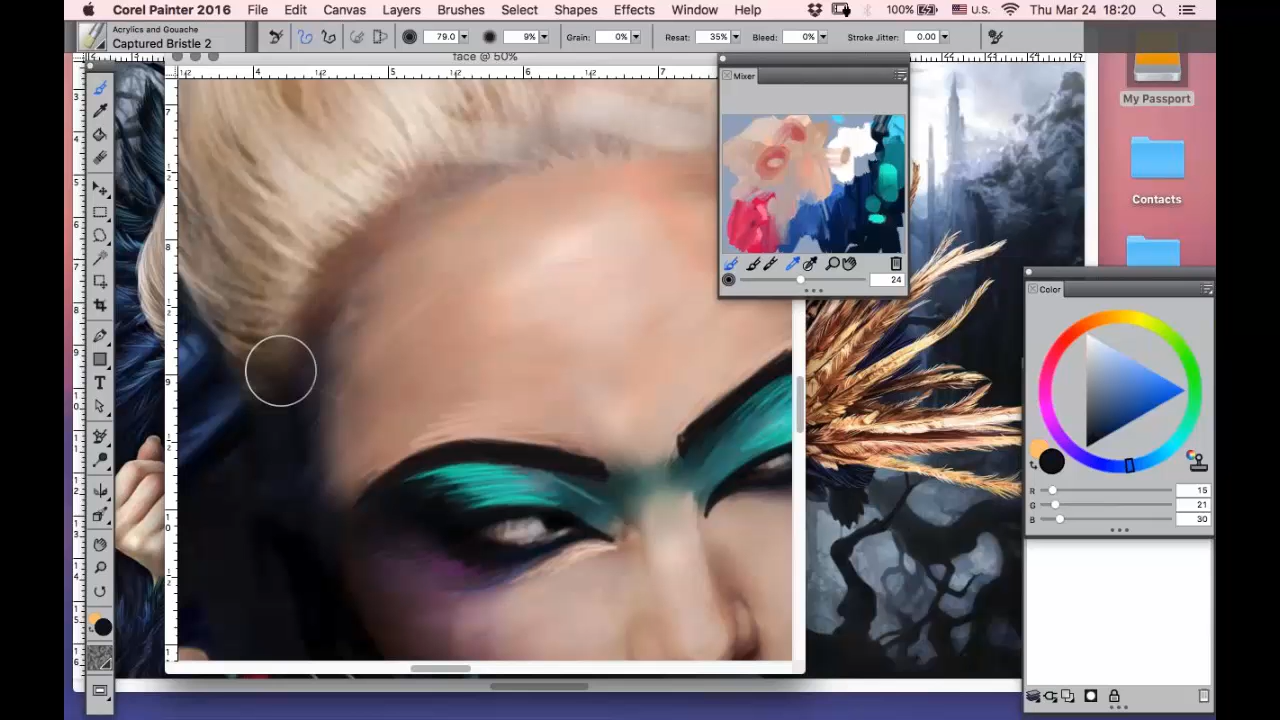 Corel Painter 2016 File Edit Canvas Layers Brushes Select Shapes Effects Window Help 100% U.S. Thu Mar 24 18:20
Acrylics and Gouache
Captured Bristle 2
79.0 9% Grain: 0% Resat: 35% Bleed: 0% Stroke Jitter: 0.00
face @ 50%
Mixer
24
My Passport
Contacts
Color
R 15
G 21
B 30